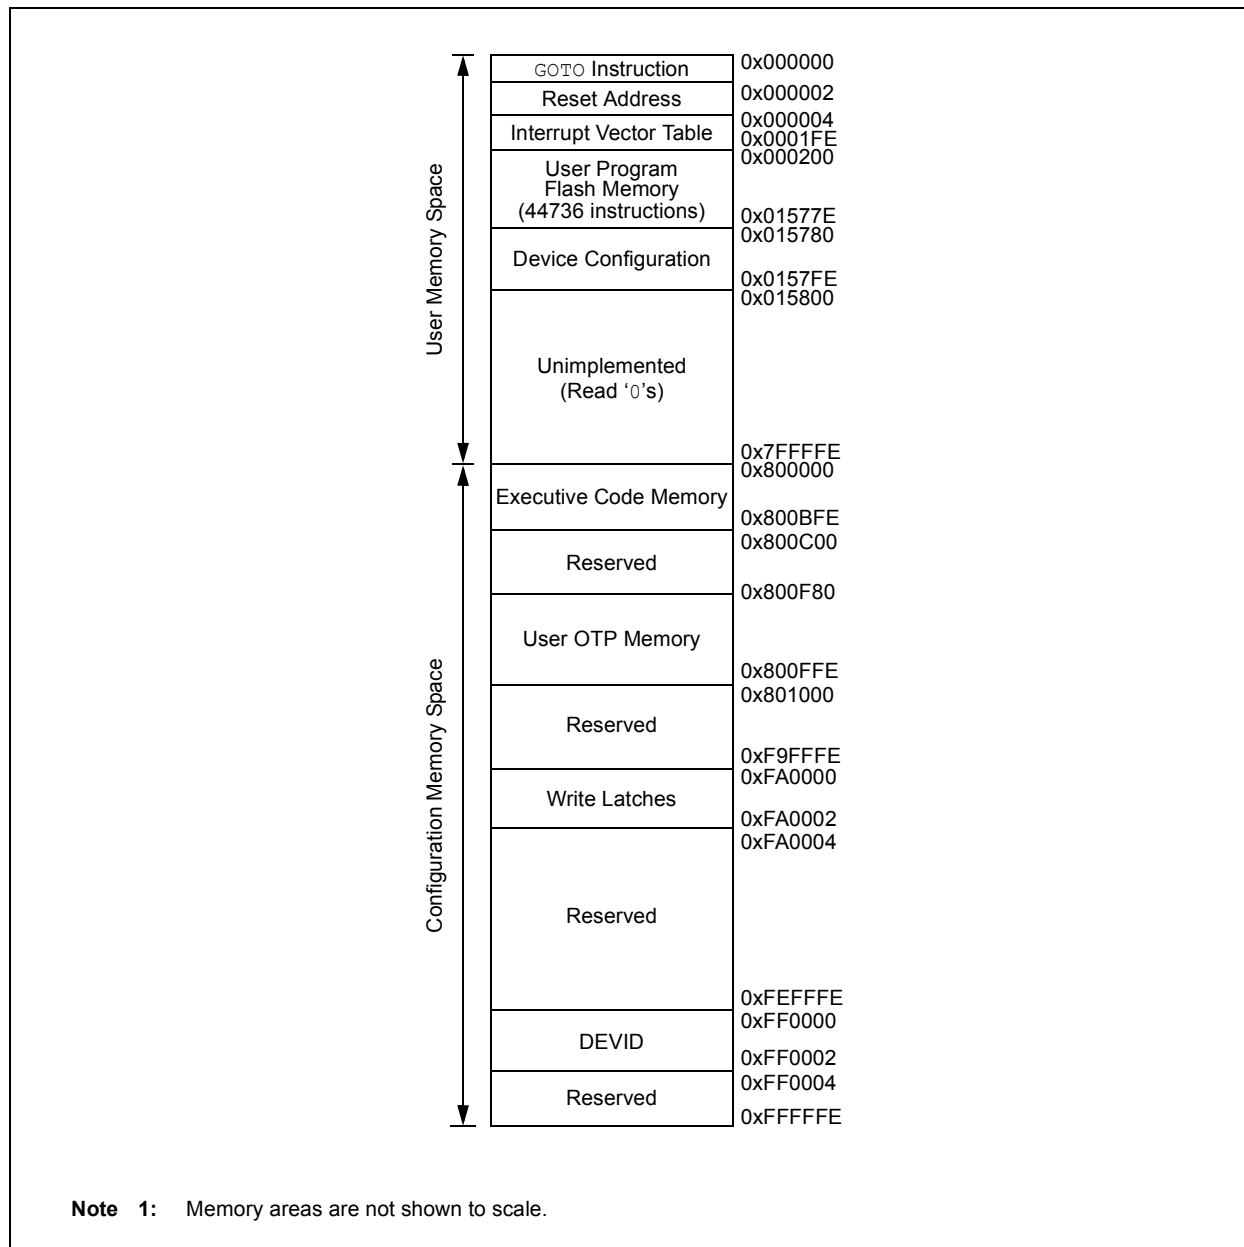 GOTO Instruction
0x000000
Reset Address
0x000002
Interrupt Vector Table
0x000004
0x0001FE
User Program
Flash Memory
(44736 instructions)
0x000200
0x01577E
Device Configuration
0x015780
0x0157FE
Unimplemented
(Read ‘0’s)
0x015800
0x7FFFFE
User Memory Space
Executive Code Memory
0x800000
0x800BFE
Reserved
0x800C00
User OTP Memory
0x800F80
0x800FFE
Reserved
0x801000
0xF9FFFE
Write Latches
0xFA0000
0xFA0002
Reserved
0xFA0004
0xFEFFFE
DEVID
0xFF0000
0xFF0002
Reserved
0xFF0004
0xFFFFFE
Configuration Memory Space
Note 1: Memory areas are not shown to scale.